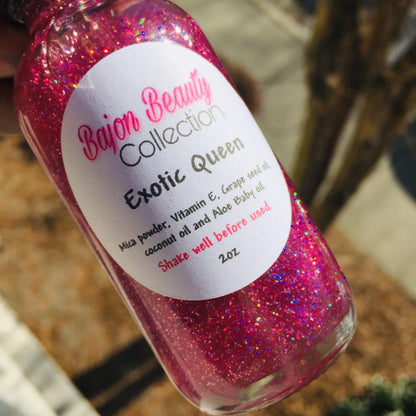 Bajon Beauty
Collection
Exotic Queen
Mica powder, Vitamin E, Grape seed oil,
coconut oil and Aloe Baby oil.
Shake well before used.
2oz